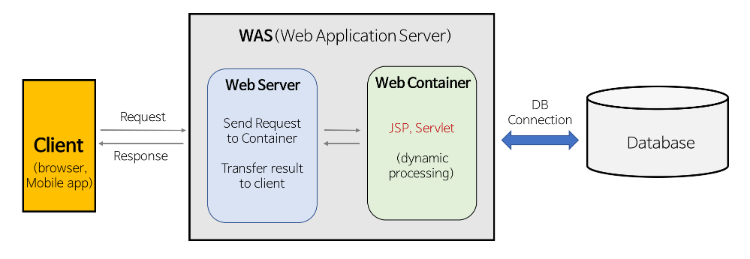 WAS(Web Application Server)
Client
(browser,
Mobile app)
Request
Response
Web Server
Send Request
to Container
Transfer result
to client
Web Container
JSP, Servlet
(dynamic
processing)
DB
Connection
Database